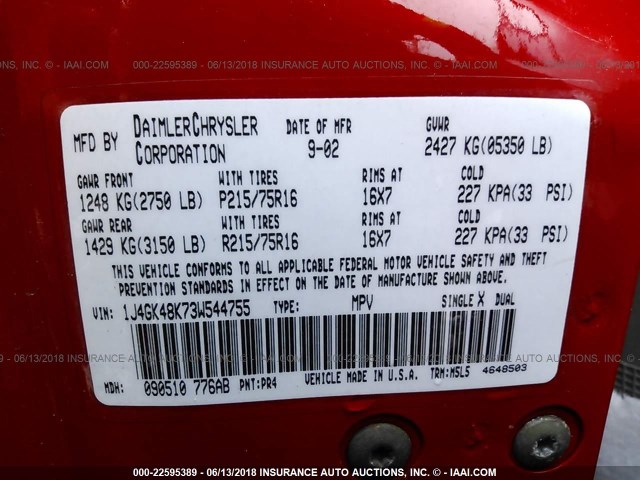 000-22595389 - 06/13/2018 INSURANCE AUTO AUCTIONS, INC. - © - IAAI.COM
MFD BY DAIMLERCHRYSLER CORPORATION DATE OF MFR 9-02 GVWR 2427 KG(05350 LB)
GAWR FRONT WITH TIRES RIMS AT COLD
1248 KG(2750 LB) P215/75R16 16X7 227 KPA(33 PSI)
GAWR REAR WITH TIRES RIMS AT COLD
1429 KG(3150 LB) R215/75R16 16X7 227 KPA(33 PSI)
THIS VEHICLE CONFORMS TO ALL APPLICABLE FEDERAL MOTOR VEHICLE SAFETY AND THEFT
PREVENTION STANDARDS IN EFFECT ON THE DATE OF MANUFACTURE SHOWN ABOVE.
VIN: 1J4GK48K73W544755 TYPE: MPV SINGLE X DUAL
MDH: 090510 776AB PNT:PR4 VEHICLE MADE IN U.S.A. TRM:M5L5 4648503
000-22595389 - 06/13/2018 INSURANCE AUTO AUCTIONS, INC. - © - IAAI.COM